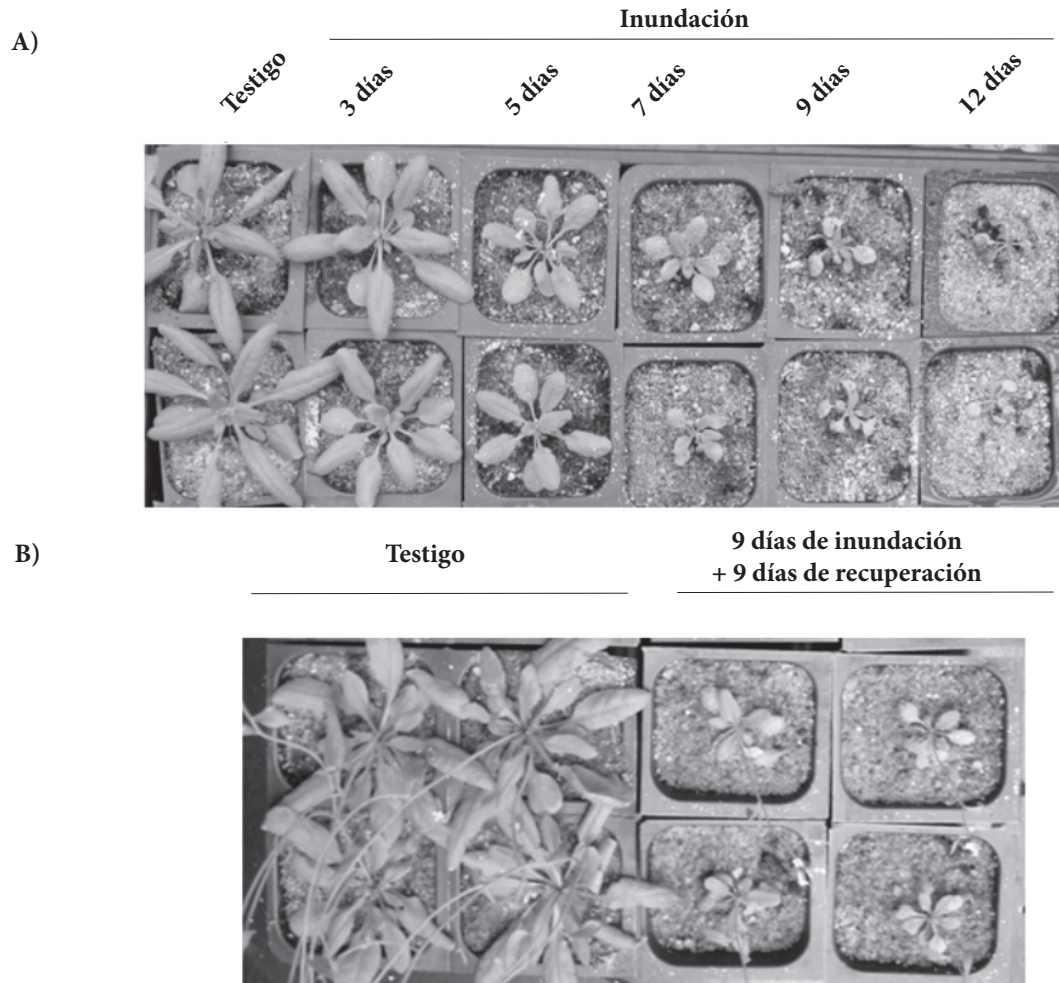 A)
Inundación
Testigo
3 días
5 días
7 días
9 días
12 días
B)
Testigo
9 días de inundación
+ 9 días de recuperación